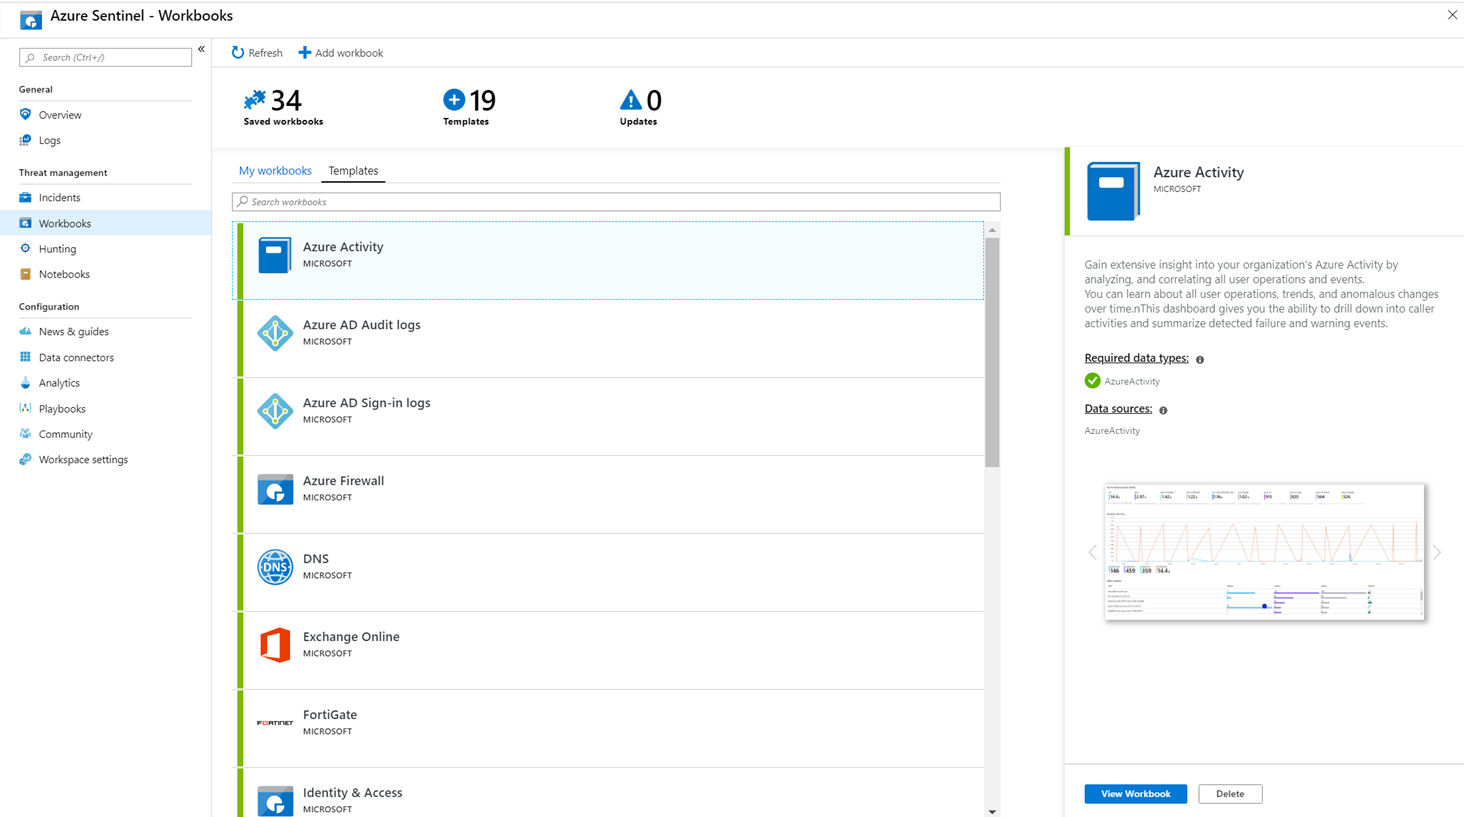 Azure Sentinel - Workbooks
Search (Ctrl+/)
General
Overview
Logs
Threat management
Incidents
Workbooks
Hunting
Notebooks
Configuration
News & guides
Data connectors
Analytics
Playbooks
Community
Workspace settings
Refresh
Add workbook
34
Saved workbooks
19
Templates
0
Updates
My workbooks
Templates
Search workbooks
Azure Activity
MICROSOFT
Azure AD Audit logs
MICROSOFT
Azure AD Sign-in logs
MICROSOFT
Azure Firewall
MICROSOFT
DNS
DNS
MICROSOFT
Exchange Online
MICROSOFT
FORTINET
FortiGate
MICROSOFT
Identity & Access
MICROSOFT
Azure Activity
MICROSOFT
Gain extensive insight into your organization's Azure Activity by
analyzing, and correlating all user operations and events.
You can learn about all user operations, trends, and anomalous changes
over time.nThis dashboard gives you the ability to drill down into caller
activities and summarize detected failure and warning events.
Required data types:
AzureActivity
Data sources:
AzureActivity
146 459 359 14.4
View Workbook
Delete